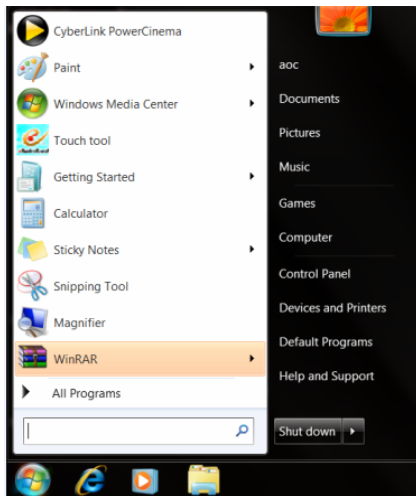 CyberLink PowerCinema
Paint
Windows Media Center
Touch tool
Getting Started
Calculator
Sticky Notes
Snipping Tool
Magnifier
WinRAR
All Programs
aoc
Documents
Pictures
Music
Games
Computer
Control Panel
Devices and Printers
Default Programs
Help and Support
Shut down